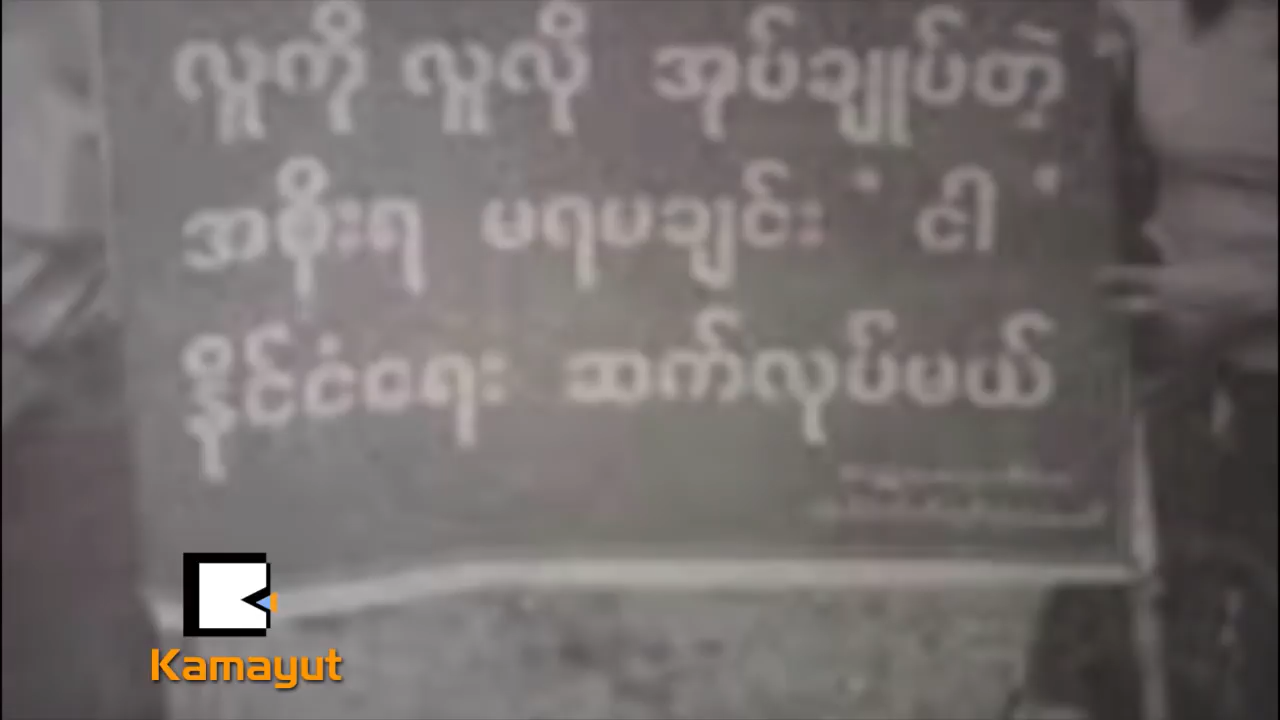 လူကို လူလို အုပ်ချုပ်တဲ့
အစိုးရ မရမချင်း ' ငါ '
နိုင်ငံရေး ဆက်လုပ်မယ်
Kamayut